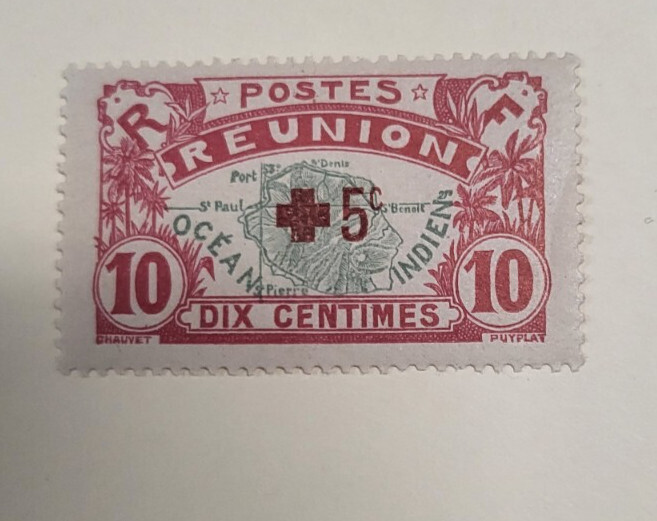 R F
☆ POSTES ☆
REUNION
Port
St Denis
St Paul
+ 5c
St Benoit
OCÉAN INDIEN
St Pierre
10 10
DIX CENTIMES
CHAUVET PUYPLAT